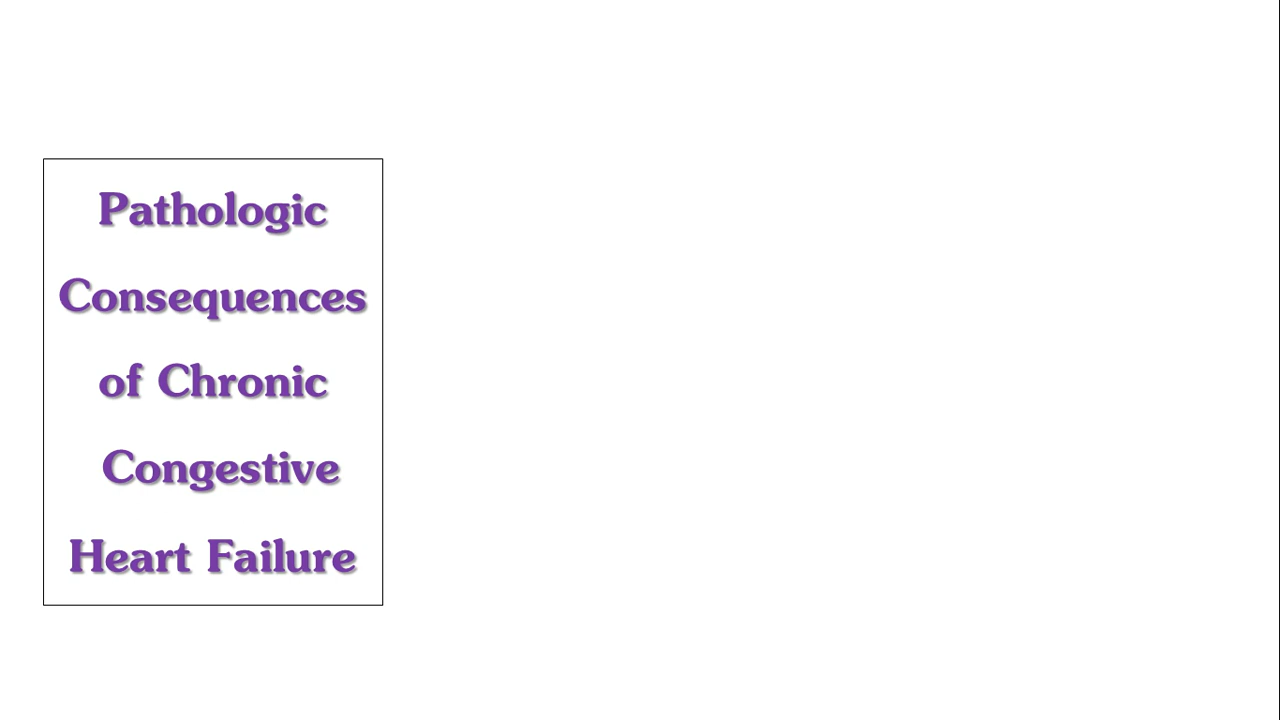 Pathologic
Consequences
of Chronic
Congestive
Heart Failure